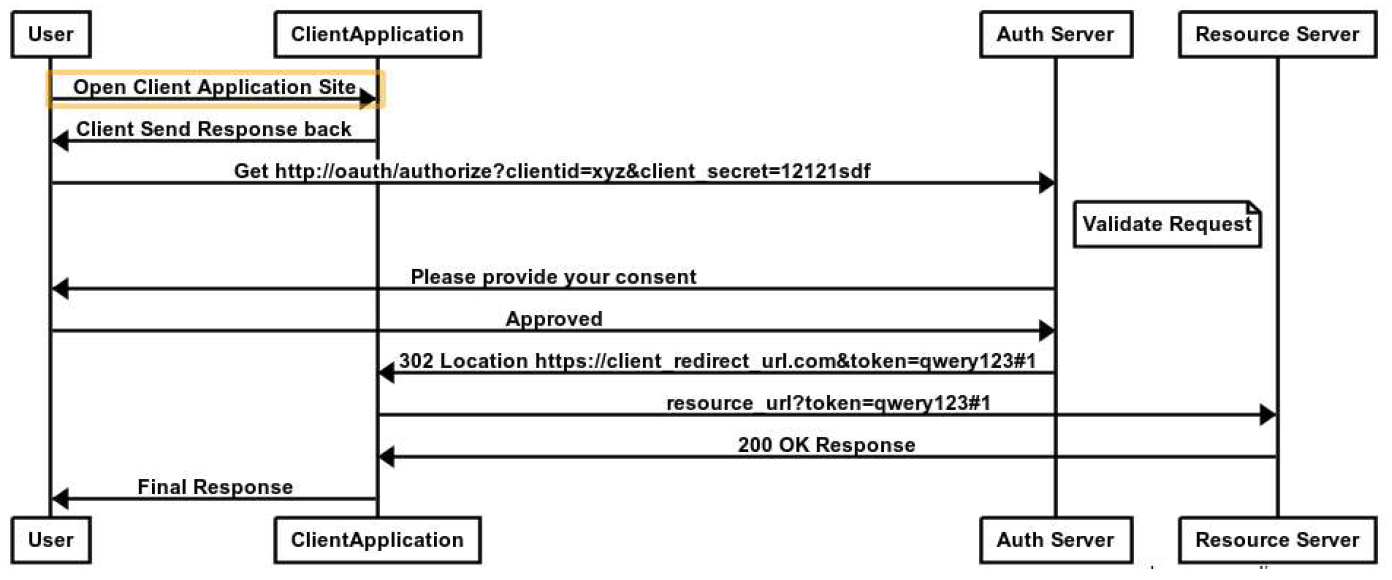 User ClientApplication Auth Server Resource Server
Open Client Application Site
Client Send Response back
Get http://oauth/authorize?clientid=xyz&client_secret=12121sdf
Validate Request
Please provide your consent
Approved
302 Location https://client_redirect_url.com&token=qwery123#1
resource_url?token=qwery123#1
200 OK Response
Final Response
User ClientApplication Auth Server Resource Server